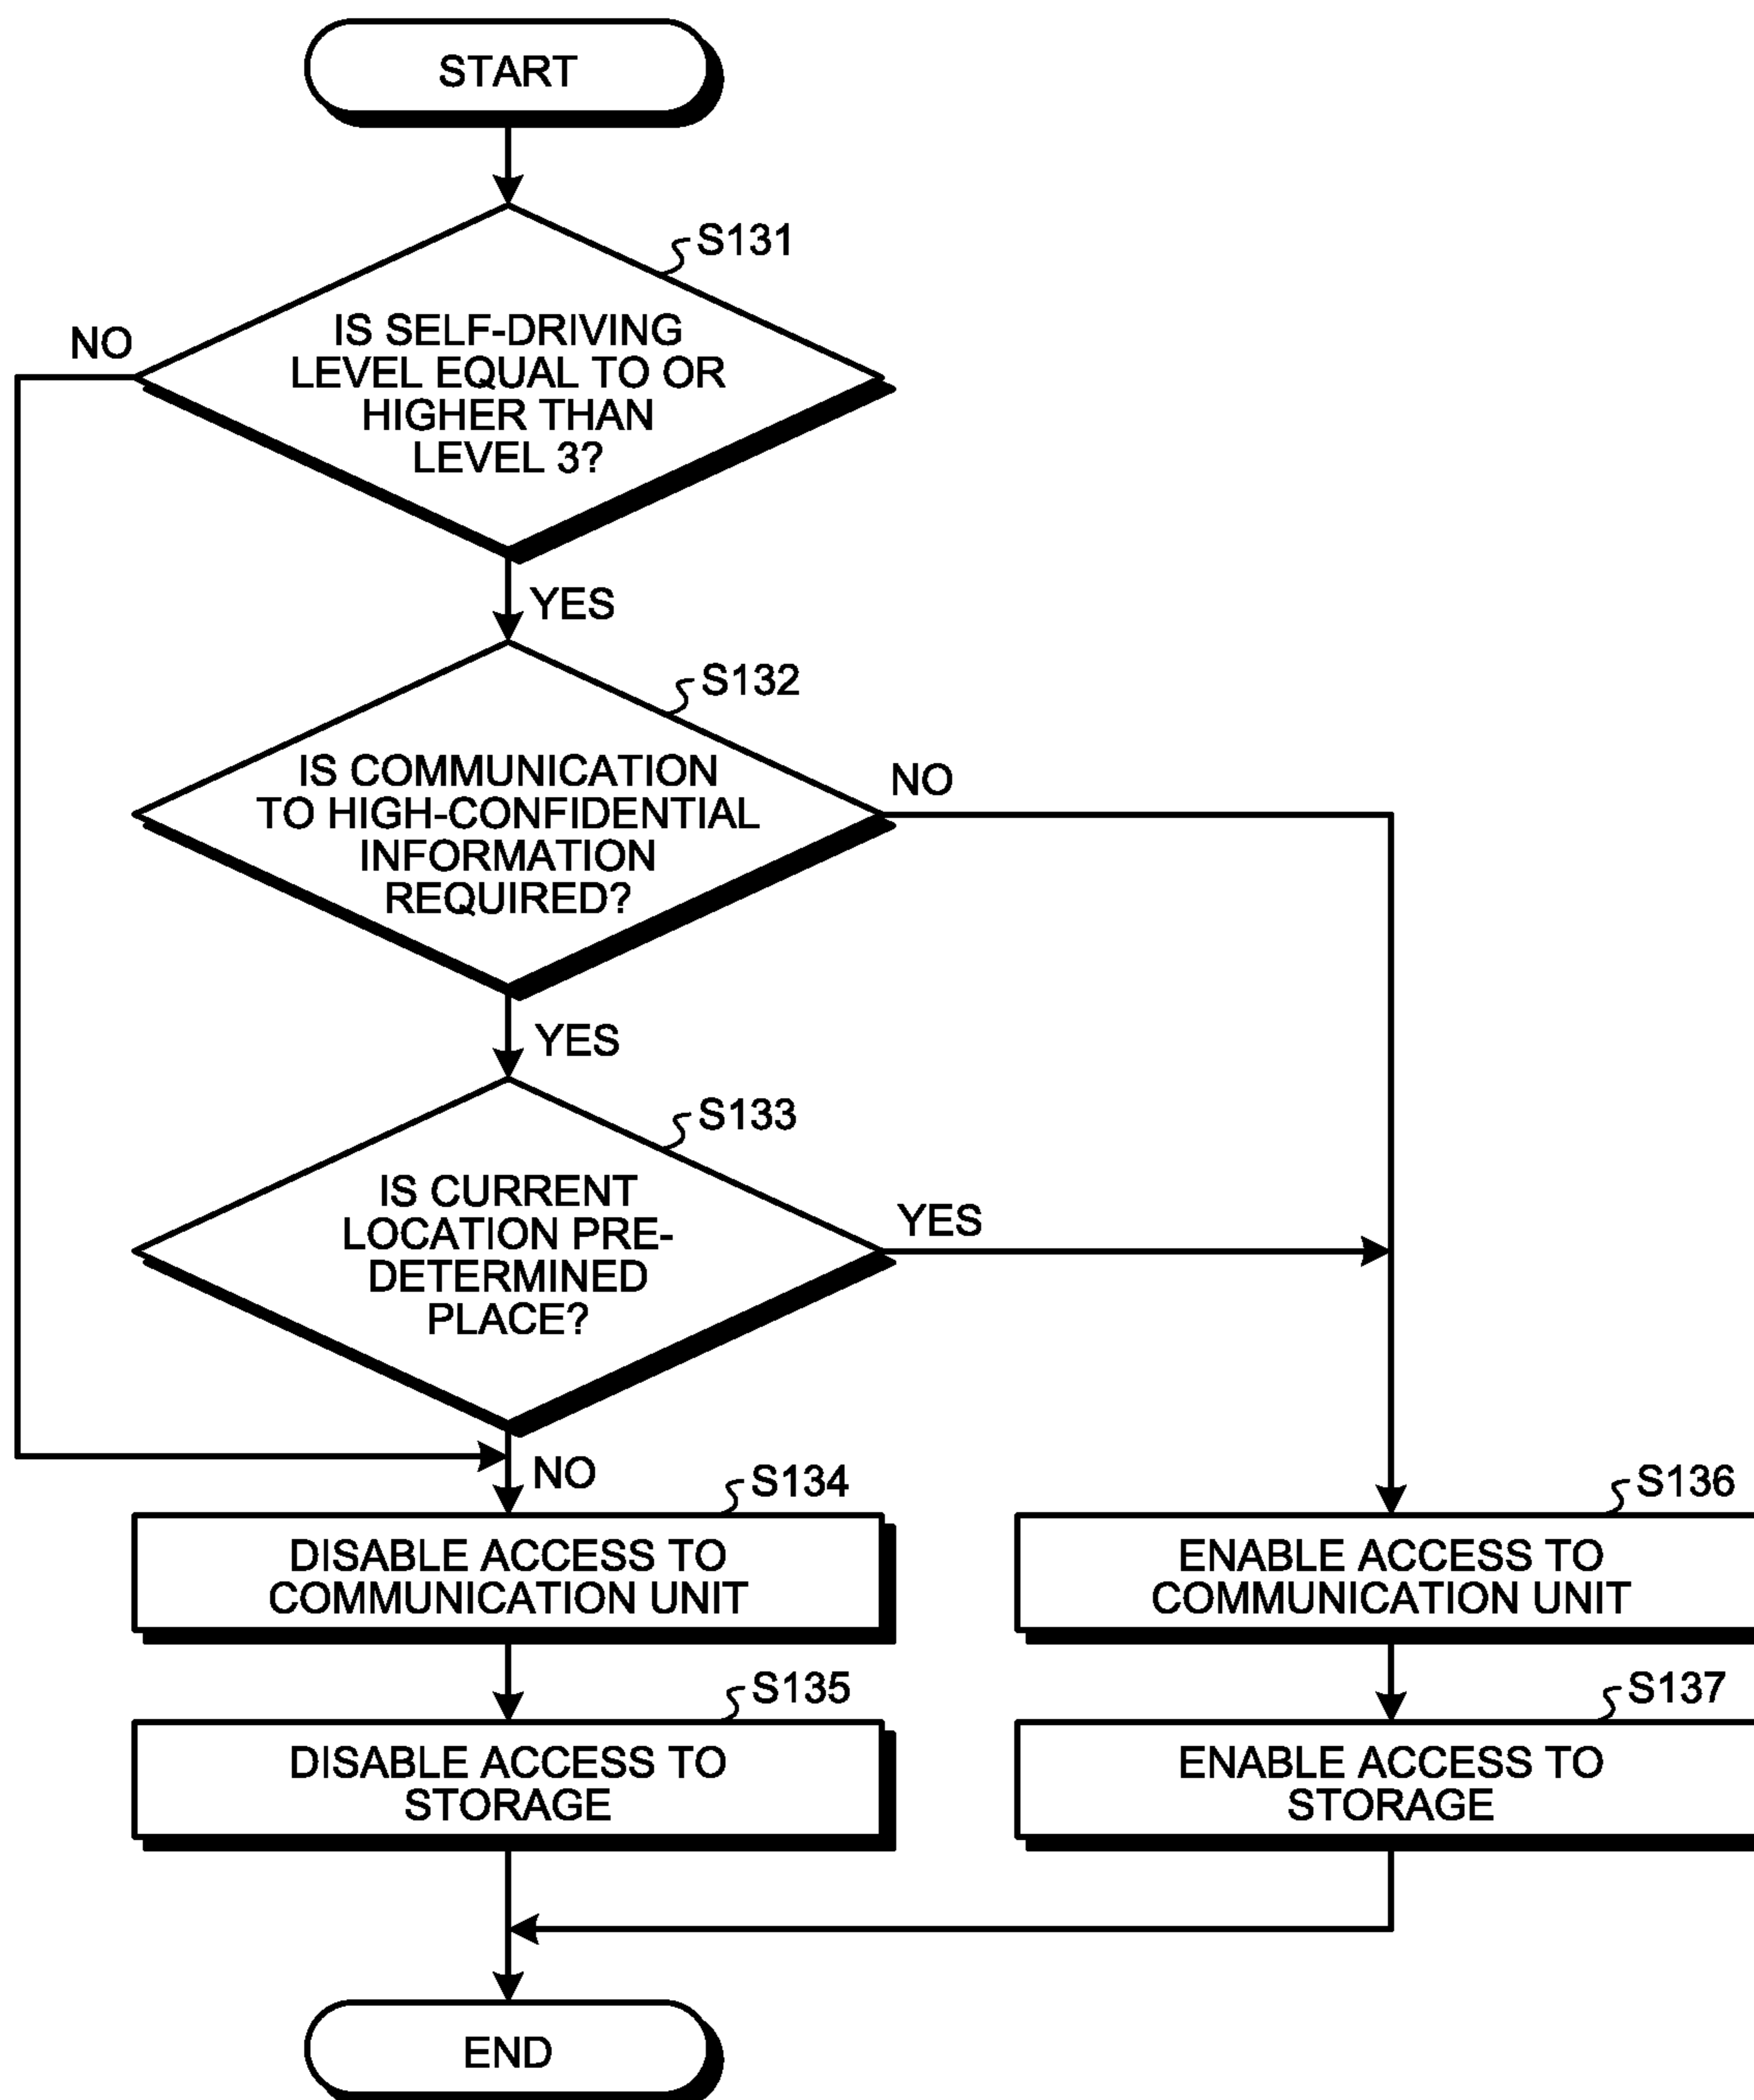 START
S131
IS SELF-DRIVING
LEVEL EQUAL TO OR
HIGHER THAN
LEVEL 3?
NO
YES
S132
IS COMMUNICATION
TO HIGH-CONFIDENTIAL
INFORMATION
REQUIRED?
NO
YES
S133
IS CURRENT
LOCATION PRE-
DETERMINED
PLACE?
YES
NO
S134
DISABLE ACCESS TO
COMMUNICATION UNIT
S136
ENABLE ACCESS TO
COMMUNICATION UNIT
S135
DISABLE ACCESS TO
STORAGE
S137
ENABLE ACCESS TO
STORAGE
END